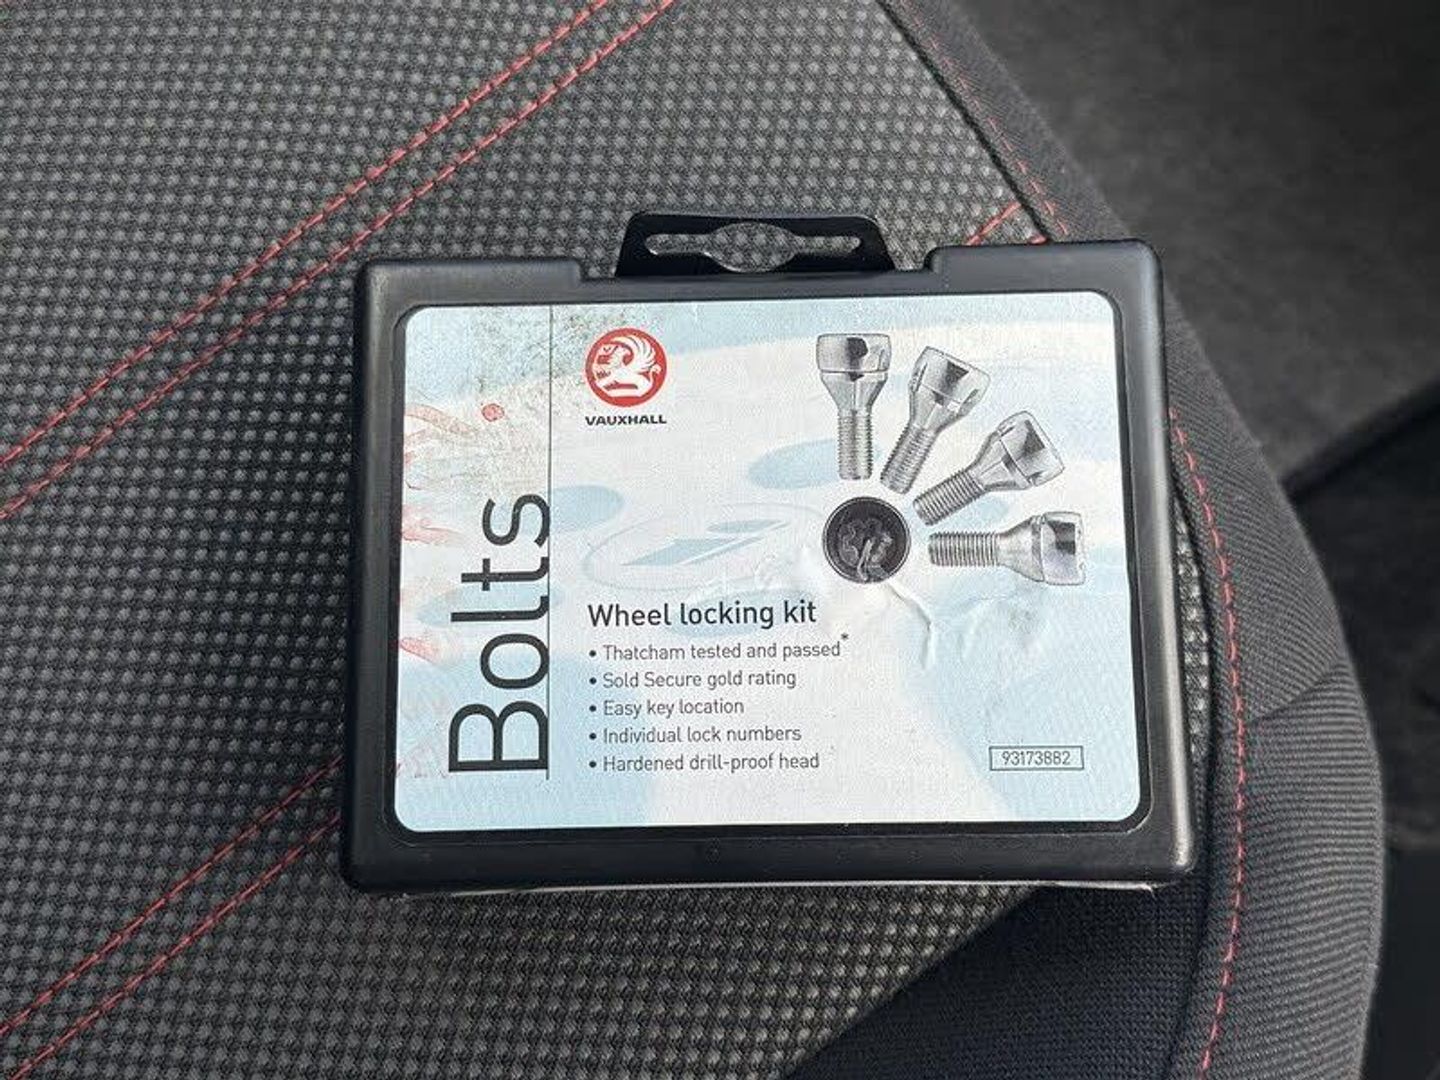 VAUXHALL
Bolts
Wheel locking kit
• Thatcham tested and passed*
• Sold Secure gold rating
• Easy key location
• Individual lock numbers
• Hardened drill-proof head
93173882